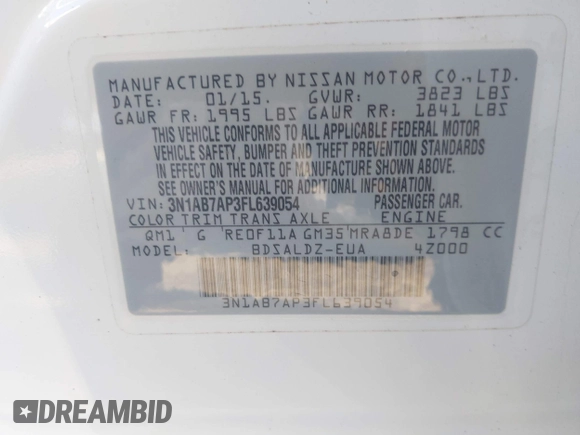 MANUFACTURED BY NISSAN MOTOR CO., LTD.
DATE: 01/15. GVWR: 3823 LBS
GAWR FR: 1995 LBS GAWR RR: 1841 LBS
THIS VEHICLE CONFORMS TO ALL APPLICABLE FEDERAL MOTOR
VEHICLE SAFETY, BUMPER AND THEFT PREVENTION STANDARDS
IN EFFECT ON THE DATE OF MANUFACTURE SHOWN ABOVE.
SEE OWNER'S MANUAL FOR ADDITIONAL INFORMATION.
VIN: 3N1AB7AP3FL639054 PASSENGER CAR.
COLOR TRIM TRANS AXLE ENGINE
QM1 G RE0F11A GM35 MRA8DE 1798 CC
MODEL: BDSALDZ-EUA 4Z000
3N1AB7AP3FL639054
DREAMBID